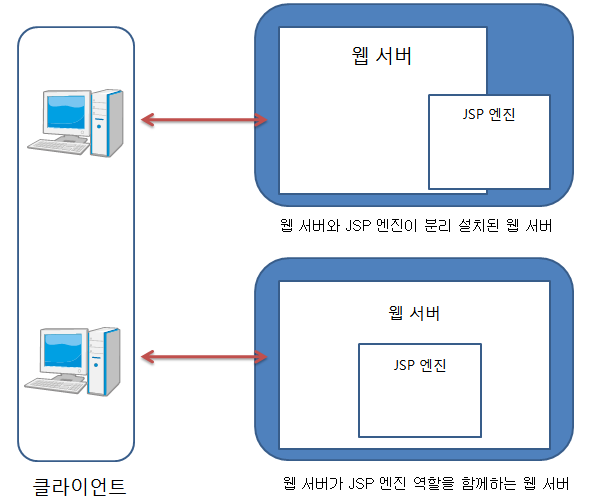 웹 서버
JSP 엔진
웹 서버와 JSP 엔진이 분리 설치된 웹 서버
웹 서버
JSP 엔진
클라이언트
웹 서버가 JSP 엔진 역할을 함께하는 웹 서버